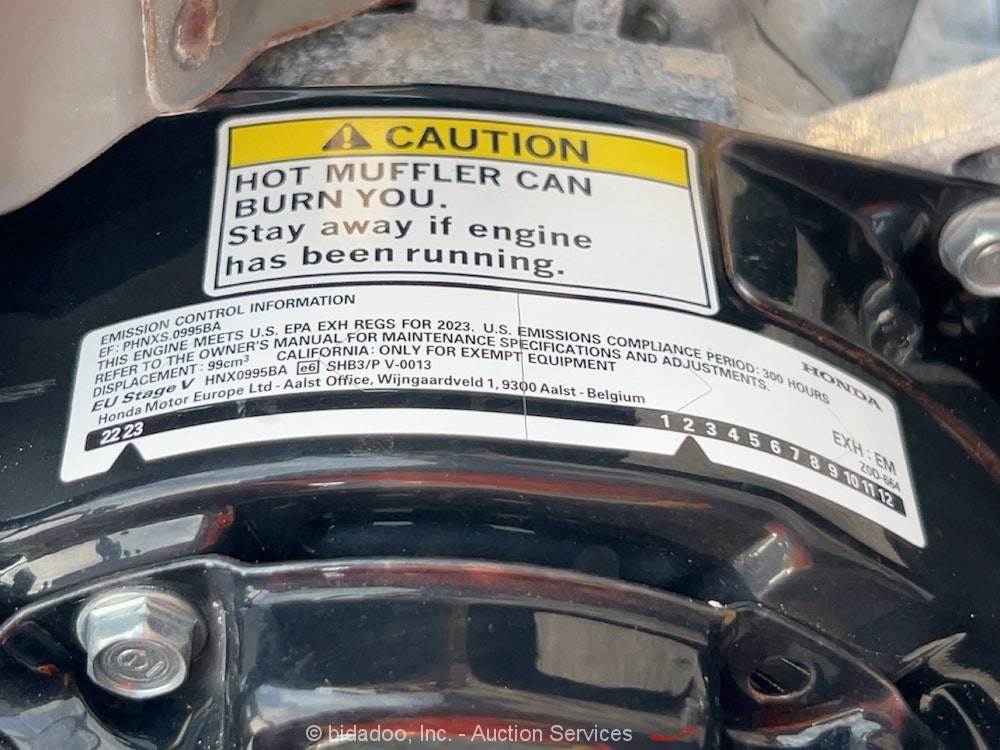 CAUTION
HOT MUFFLER CAN
BURN YOU.
Stay away if engine
has been running.
EMISSION CONTROL INFORMATION
EF: PHNXS.0995BA
THIS ENGINE MEETS U.S. EPA EXH REGS FOR 2023. U.S. EMISSIONS COMPLIANCE PERIOD: 300 HOURS
REFER TO THE OWNER'S MANUAL FOR MAINTENANCE SPECIFICATIONS AND ADJUSTMENTS.
DISPLACEMENT: 99cm³ CALIFORNIA: ONLY FOR EXEMPT EQUIPMENT
EU Stage V HNX0995BA e6 SHB3/P V-0013
Honda Motor Europe Ltd - Aalst Office, Wijngaardveld 1, 9300 Aalst - Belgium
HONDA
EXH : EM
Z0D-664
22 23
1 2 3 4 5 6 7 8 9 10 11 12
10
© bidadoo, Inc. - Auction Services